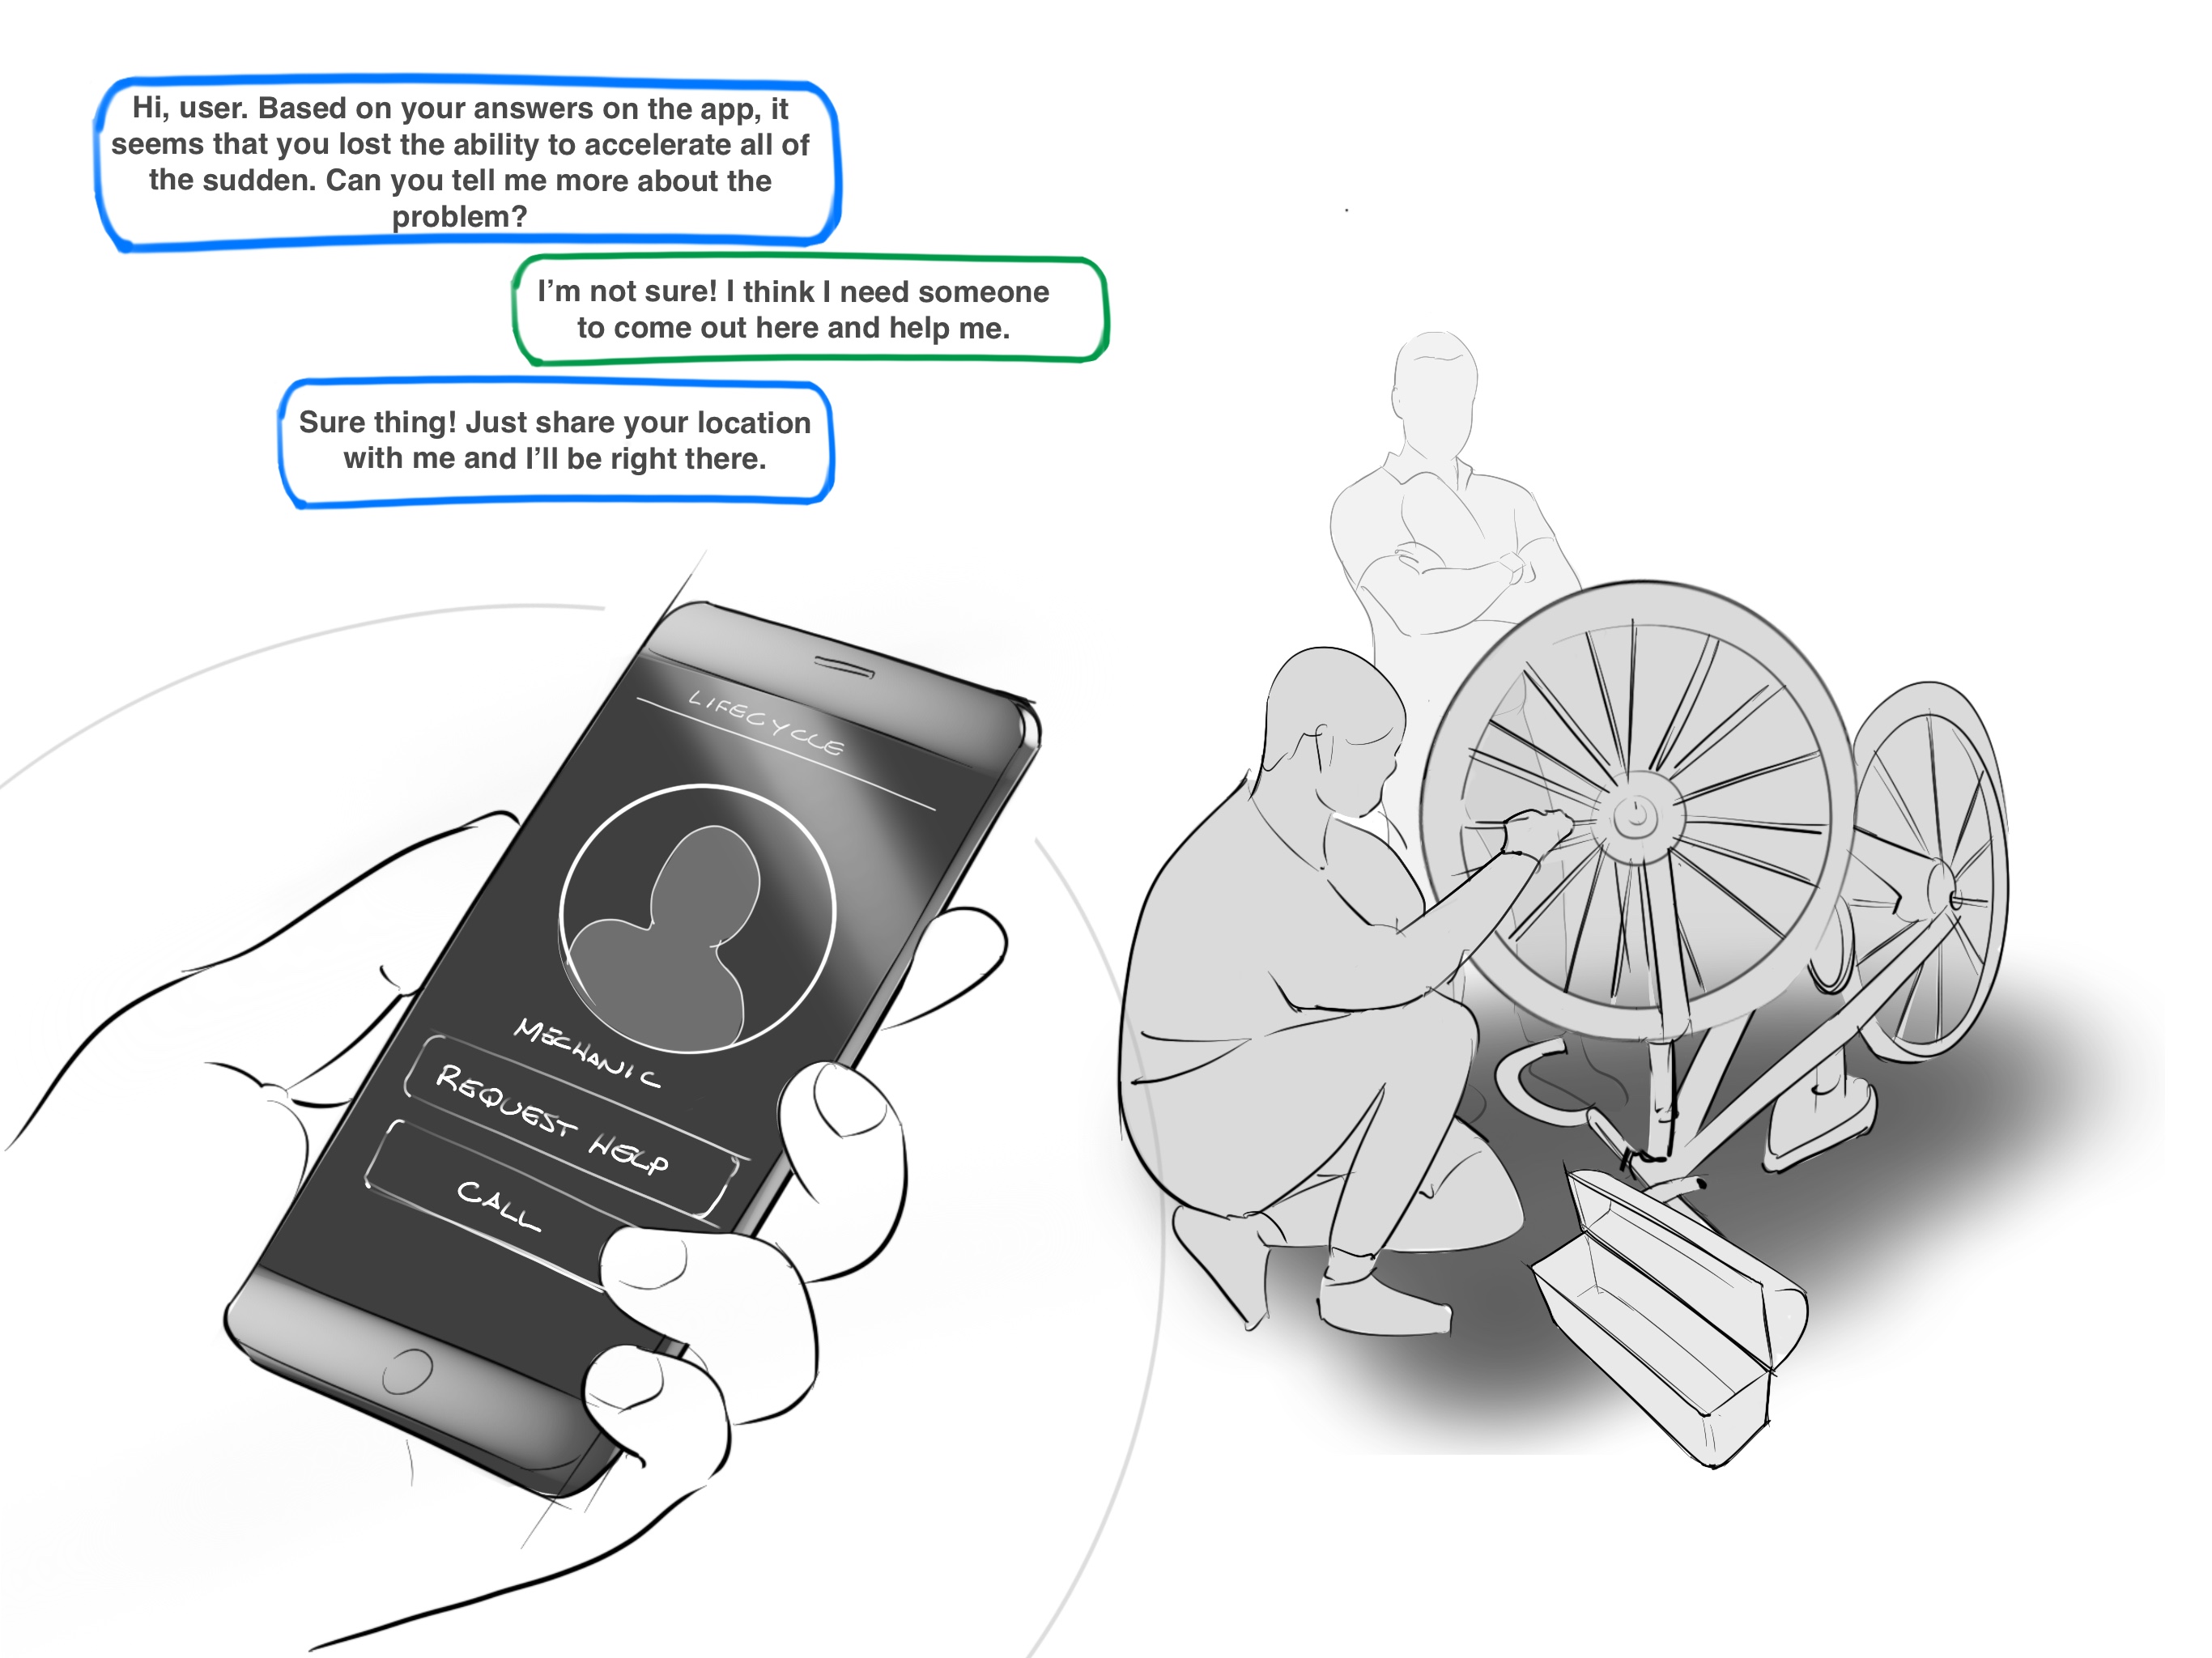 Hi, user. Based on your answers on the app, it
seems that you lost the ability to accelerate all of
the sudden. Can you tell me more about the
problem?
I'm not sure! I think I need someone
to come out here and help me.
Sure thing! Just share your location
with me and I'll be right there.
LIFECYCLE
MECHANIC
REQUEST HELP
CALL